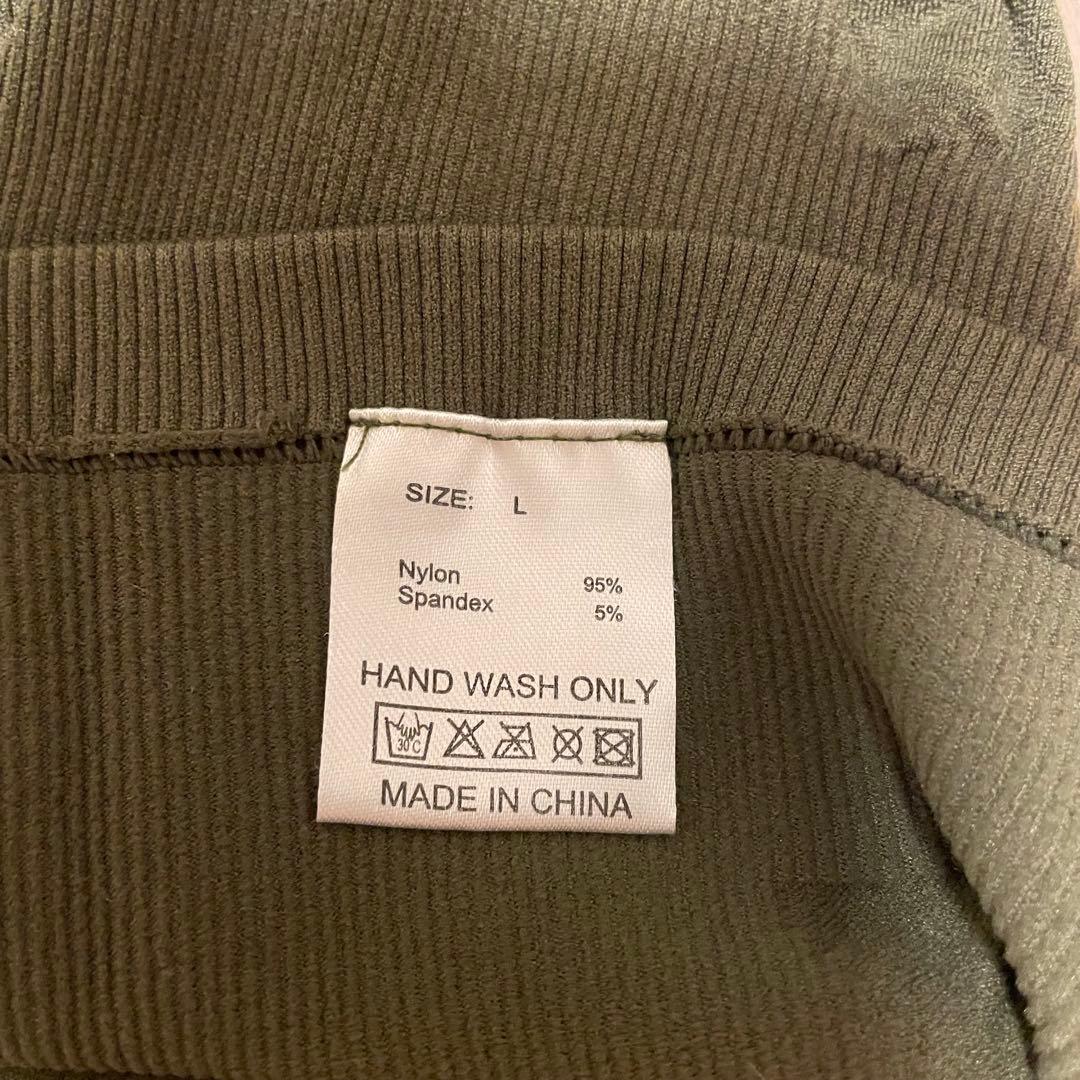 SIZE: L
Nylon 95%
Spandex 5%
HAND WASH ONLY
30°C
MADE IN CHINA